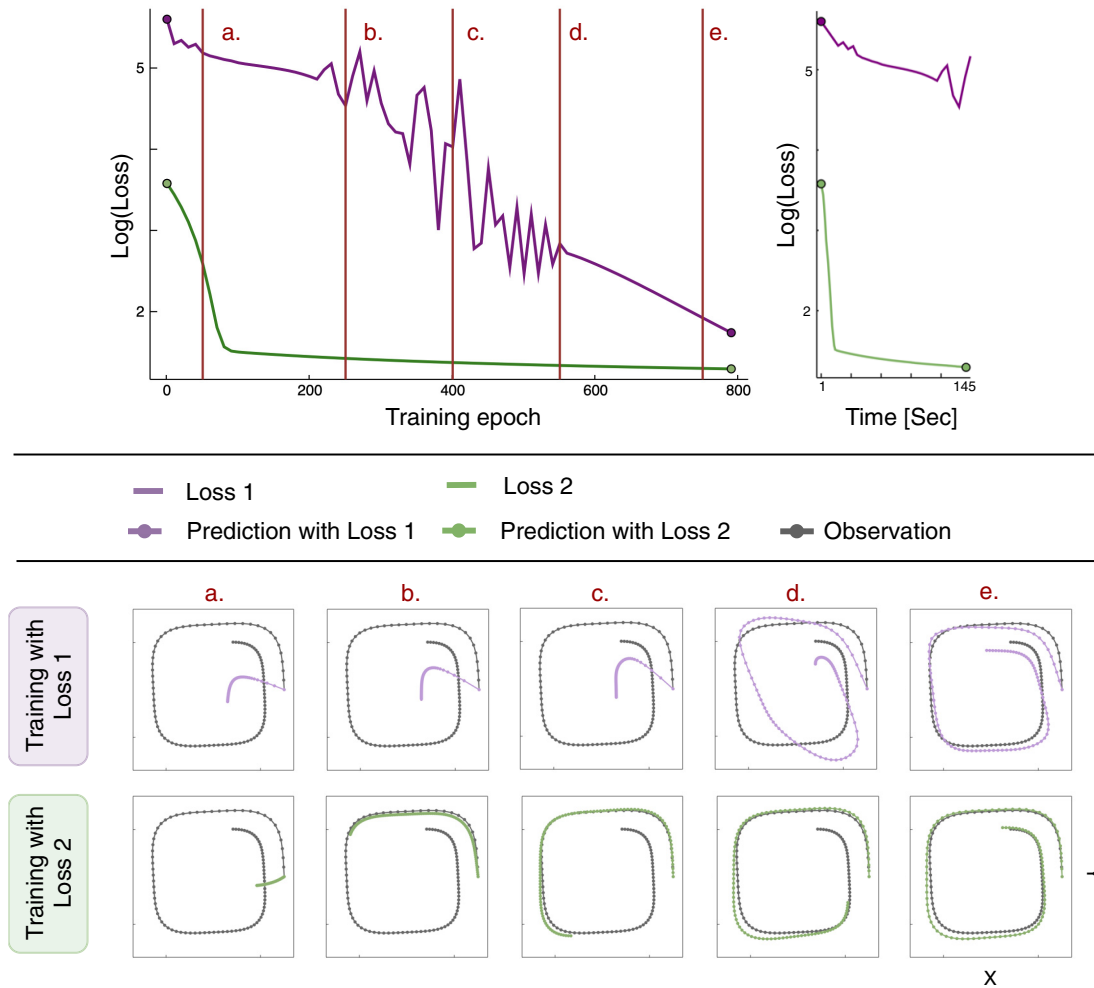 a.
b.
c.
d.
e.
5
2
Log(Loss)
0
200
400
600
800
Training epoch
5
2
Log(Loss)
1
145
Time [Sec]
Loss 1
Loss 2
Prediction with Loss 1
Prediction with Loss 2
Observation
a.
b.
c.
d.
e.
Training with
Loss 1
Training with
Loss 2
X